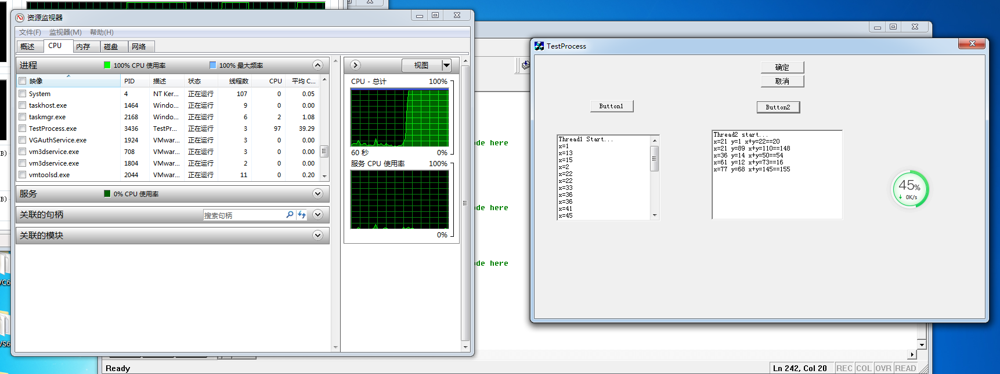 资源监视器
文件(F) 监视器(M) 帮助(H)
概述 CPU 内存 磁盘 网络
进程 100% CPU 使用率 100% 最大频率
映像 PID 描述 状态 线程数 CPU 平均 C...
System 4 NT Ker... 正在运行 107 0 0.05
taskhost.exe 1464 Windo... 正在运行 9 0 0.00
taskmgr.exe 2168 Windo... 正在运行 6 2 1.08
TestProcess.exe 3436 TestPr... 正在运行 3 97 39.29
VGAuthService.exe 1924 VMwar... 正在运行 3 0 0.00
vm3dservice.exe 708 VMwar... 正在运行 3 0 0.00
vm3dservice.exe 1804 VMwar... 正在运行 2 0 0.00
vmtoolsd.exe 2044 VMwar... 正在运行 11 0 0.20
服务 0% CPU 使用率
关联的句柄 搜索句柄
关联的模块
视图
CPU - 总计 100%
60 秒 0%
服务 CPU 使用率 100%
0%
B)
B)
/C6
/S6
de here
de here
de here
TestProcess
确定
取消
Button1
Button2
Thread1 Start...
x=1
x=13
x=15
x=2
x=22
x=22
x=33
x=36
x=36
x=41
x=45
Thread2 start...
x=21 y=1 x+y=22==20
x=21 y=89 x+y=110==148
x=36 y=14 x+y=50==54
x=61 y=12 x+y=73==16
x=77 y=68 x+y=145==155
45%
0K/s
Ready
Ln 242, Col 20 REC COL OVR READ